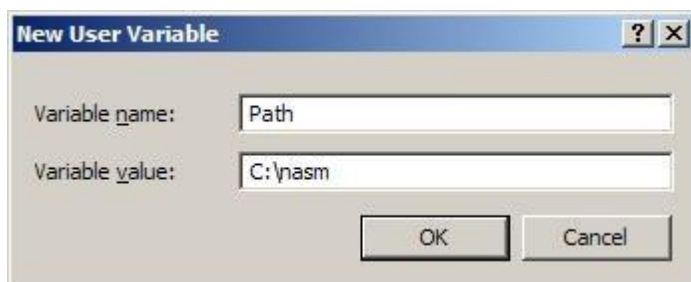 New User Variable
Variable name: Path
Variable value: C:\nasm
OK Cancel